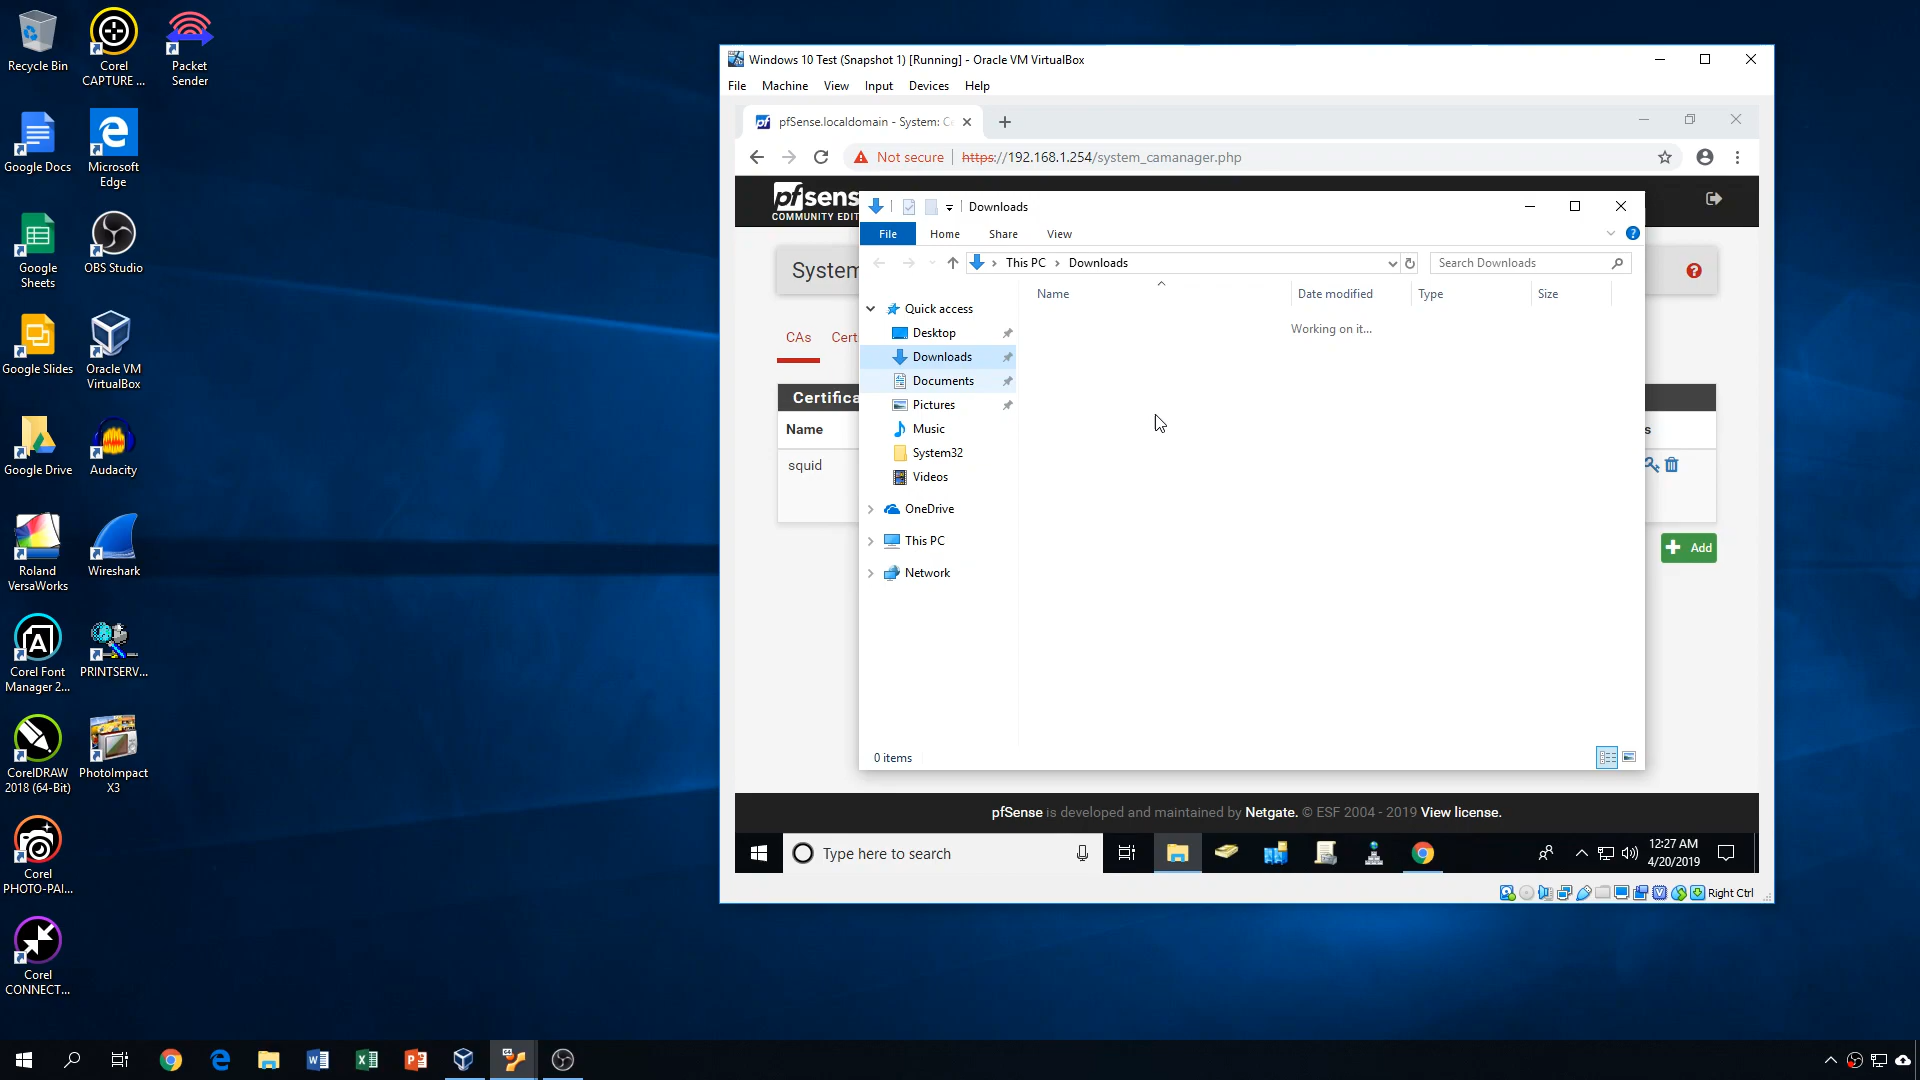 Recycle Bin
Corel
CAPTURE ...
Packet
Sender
Google Docs
Microsoft
Edge
Google
Sheets
OBS Studio
Google Slides
Oracle VM
VirtualBox
Google Drive
Audacity
Roland
VersaWorks
Wireshark
Corel Font
Manager 2...
PRINTSERV...
CorelDRAW
2018 (64-Bit)
PhotoImpact
X3
Corel
PHOTO-PAI...
Corel
CONNECT...
Windows 10 Test (Snapshot 1) [Running] - Oracle VM VirtualBox
File Machine View Input Devices Help
pfSense.localdomain - System: Ce
Not secure https://192.168.1.254/system_camanager.php
pfsens
COMMUNITY EDIT
System
CAs Cert
Certifica
Name s
squid
Add
Downloads
File Home Share View
This PC > Downloads Search Downloads
Name Date modified Type Size
Working on it...
Quick access
Desktop
Downloads
Documents
Pictures
Music
System32
Videos
OneDrive
This PC
Network
0 items
pfSense is developed and maintained by Netgate. © ESF 2004 - 2019 View license.
Type here to search
12:27 AM
4/20/2019
Right Ctrl